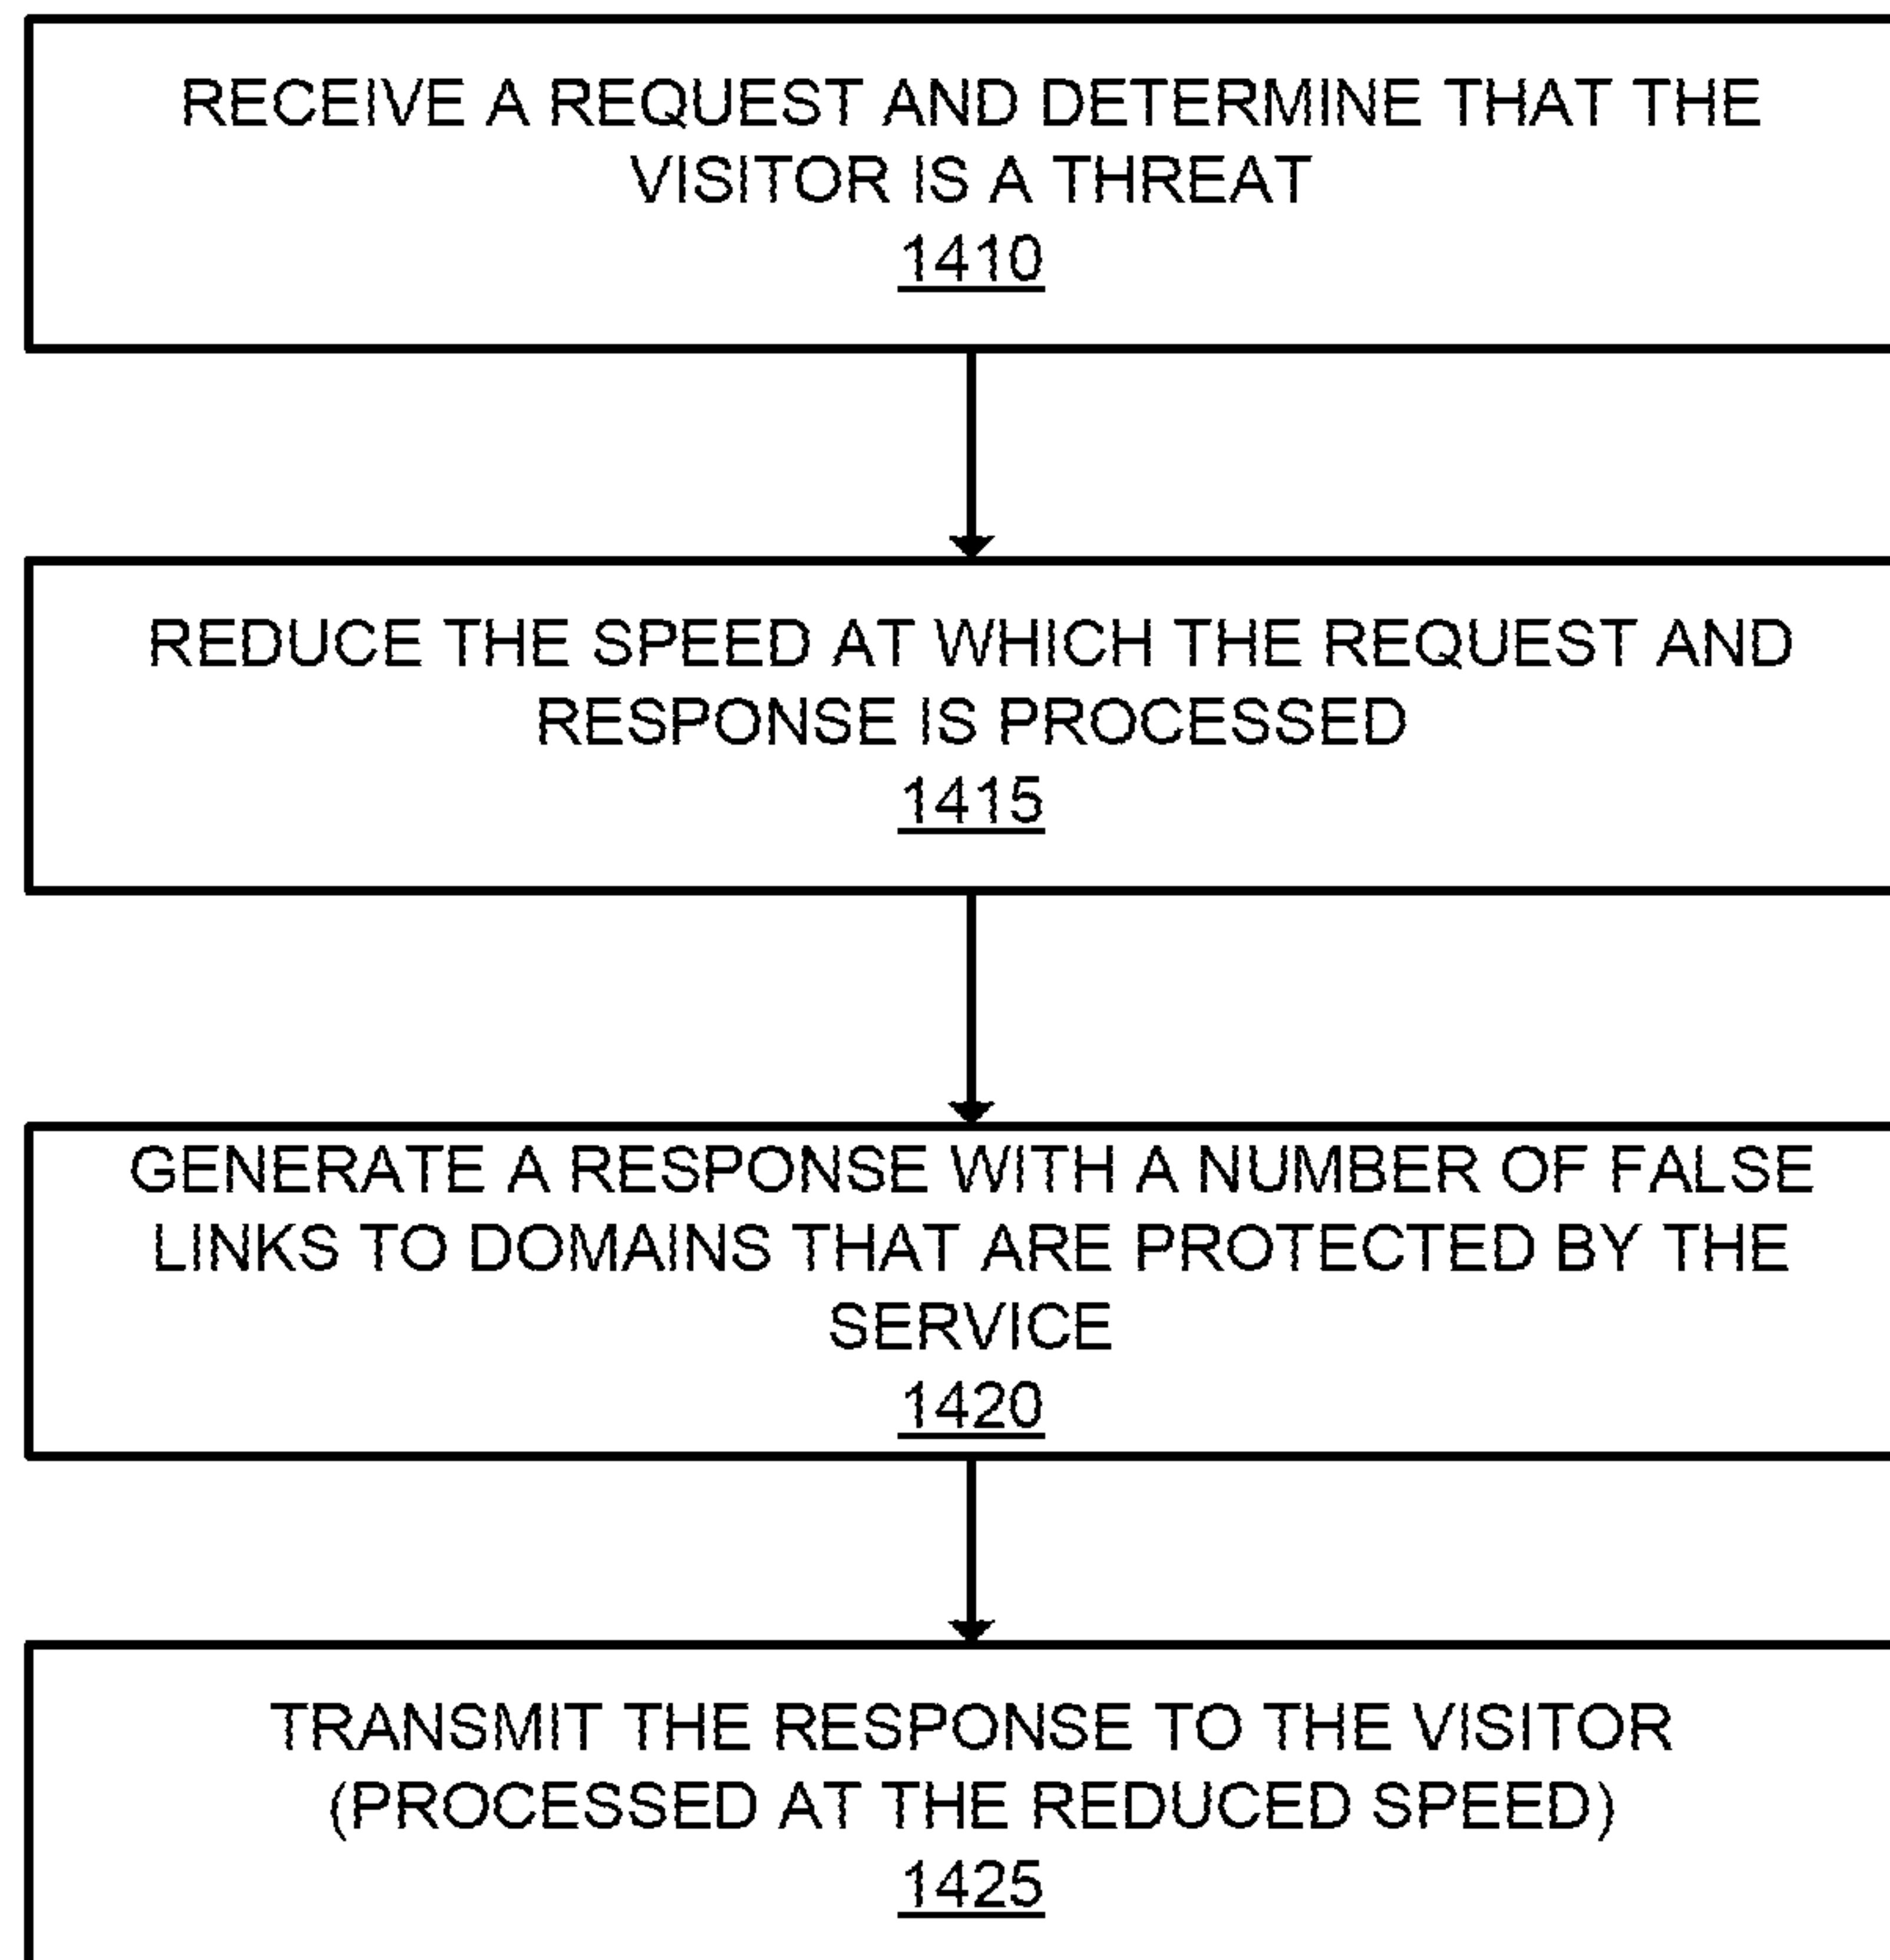 RECEIVE A REQUEST AND DETERMINE THAT THE
VISITOR IS A THREAT
1410
REDUCE THE SPEED AT WHICH THE REQUEST AND
RESPONSE IS PROCESSED
1415
GENERATE A RESPONSE WITH A NUMBER OF FALSE
LINKS TO DOMAINS THAT ARE PROTECTED BY THE
SERVICE
1420
TRANSMIT THE RESPONSE TO THE VISITOR
(PROCESSED AT THE REDUCED SPEED)
1425